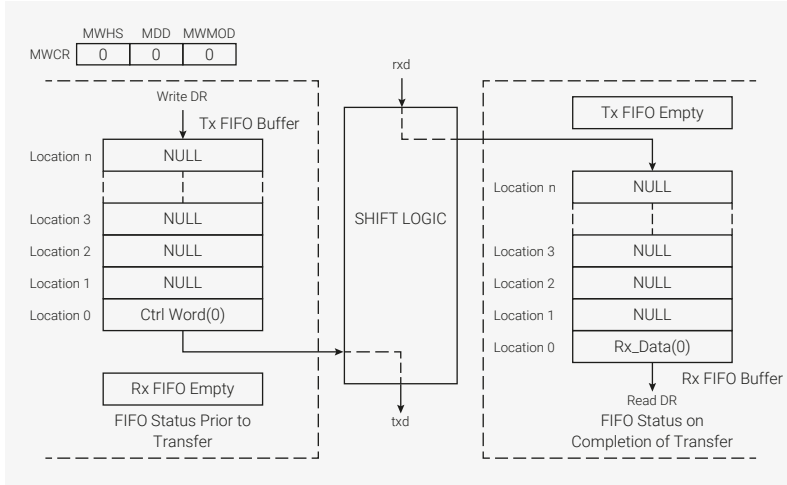 MWHS MDD MWMOD
MWCR 0 0 0
Write DR
Tx FIFO Buffer
Location n NULL
Location 3 NULL
Location 2 NULL
Location 1 NULL
Location 0 Ctrl Word(0)
Rx FIFO Empty
FIFO Status Prior to
Transfer
rxd
SHIFT LOGIC
txd
Tx FIFO Empty
Location n NULL
Location 3 NULL
Location 2 NULL
Location 1 NULL
Location 0 Rx_Data(0)
Rx FIFO Buffer
Read DR
FIFO Status on
Completion of Transfer